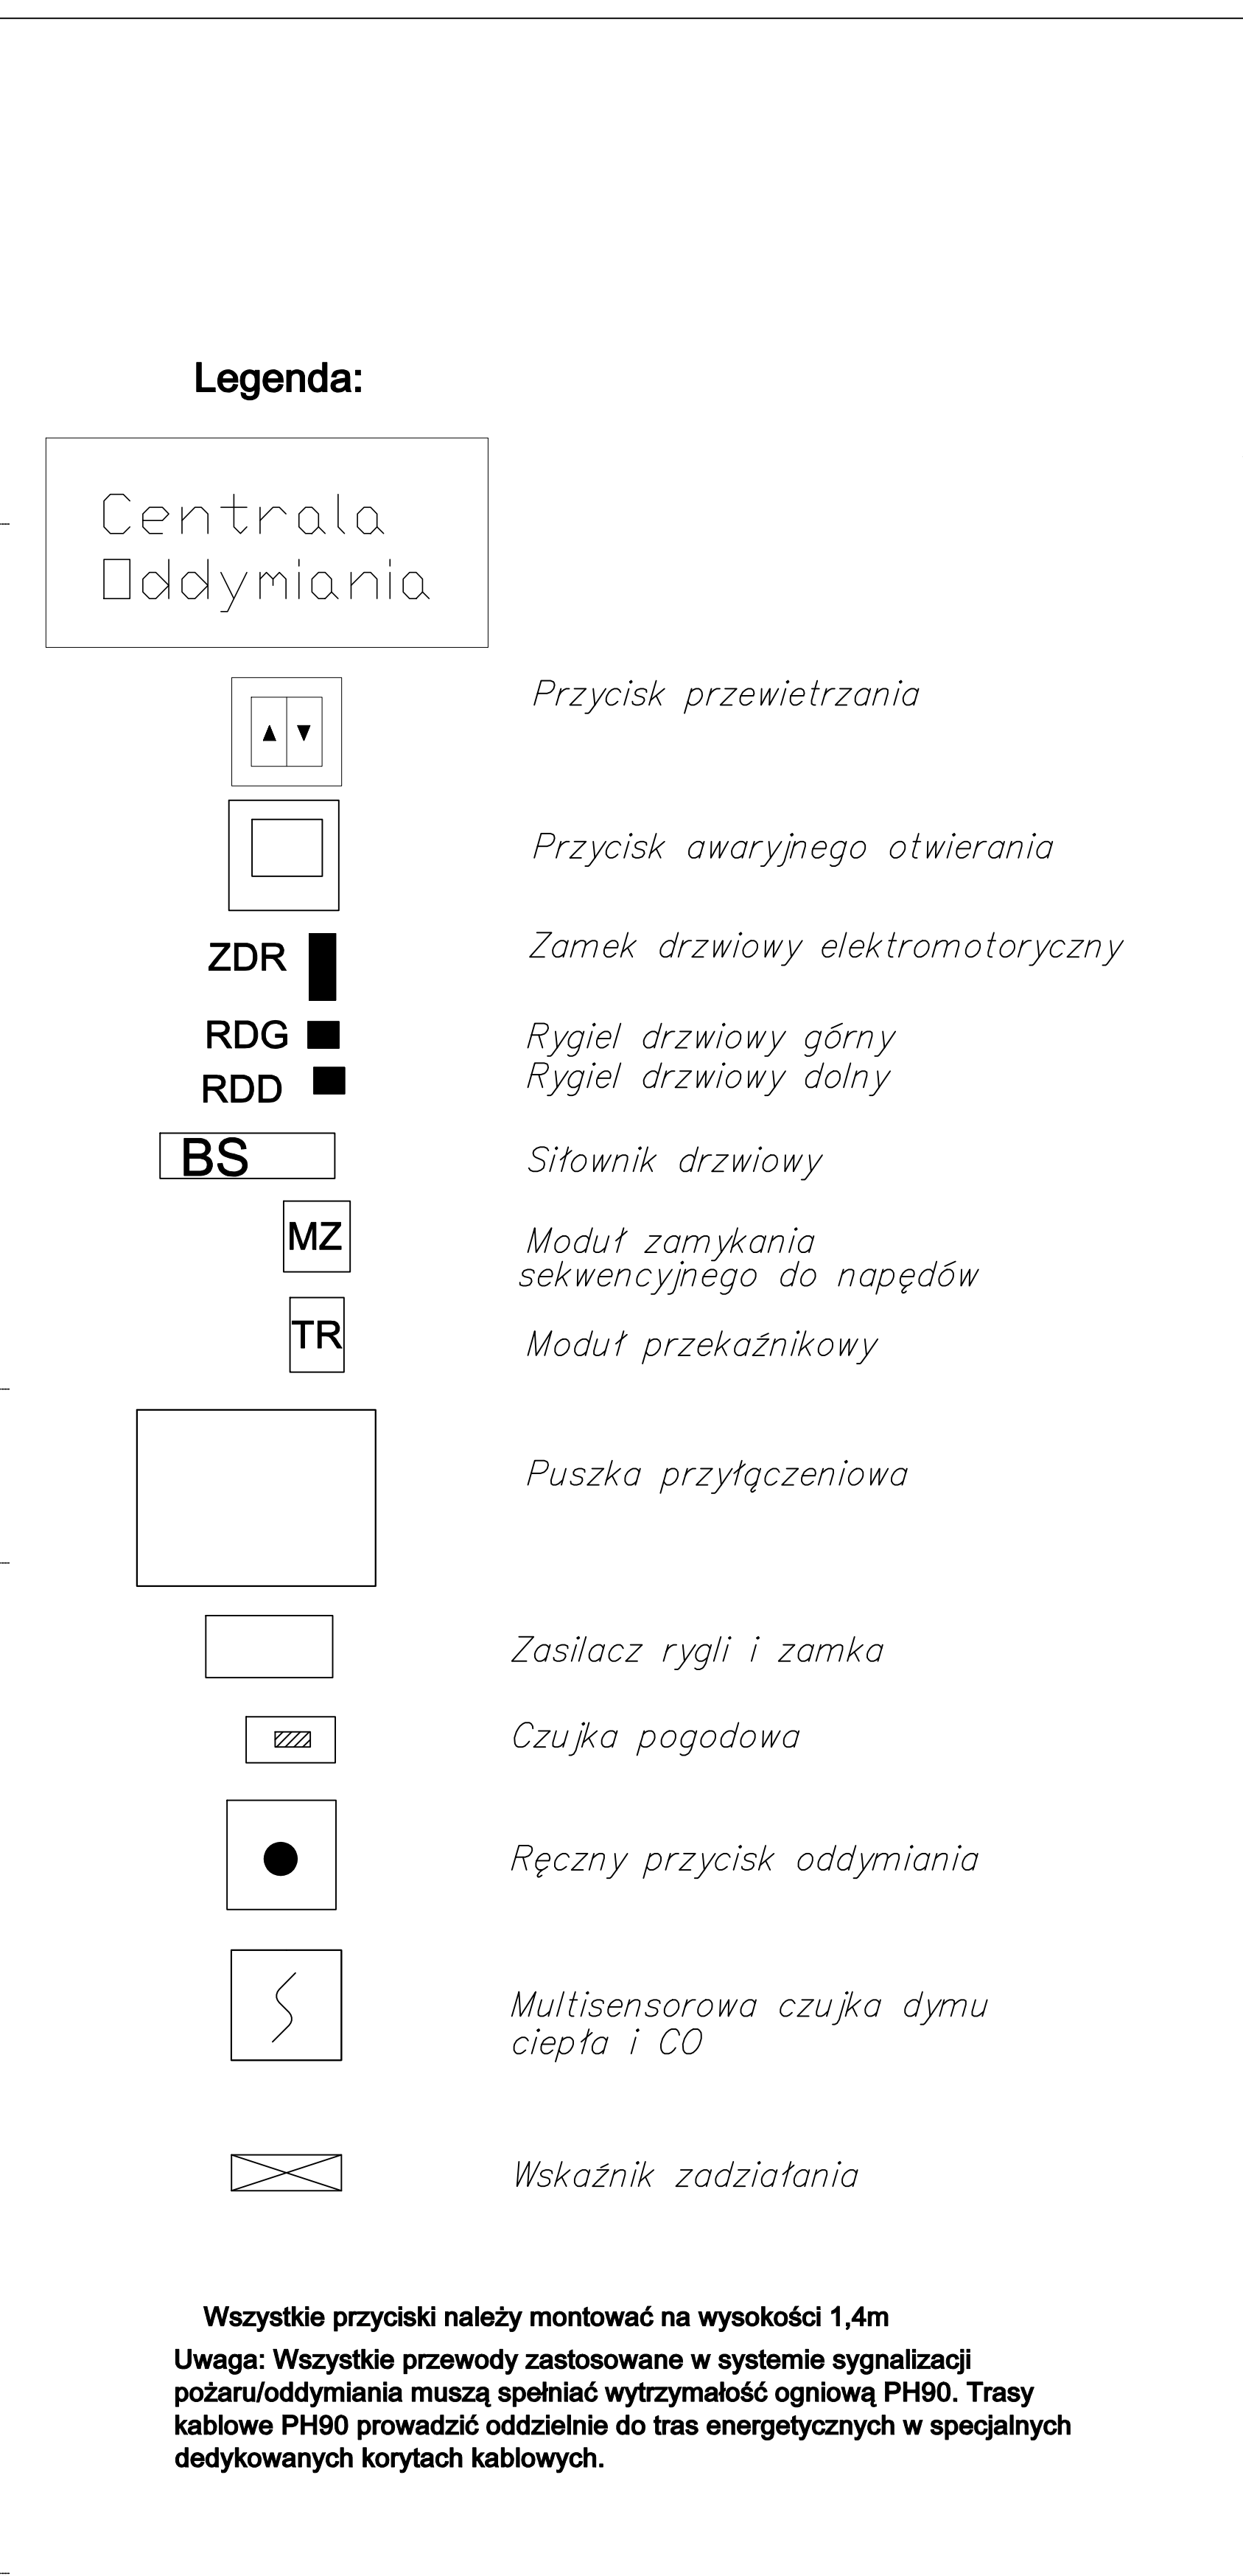 Legenda:
Centrala
Oddymiania
Przycisk przewietrzania
Przycisk awaryjnego otwierania
ZDR Zamek drzwiowy elektromotoryczny
RDG Rygiel drzwiowy górny
RDD Rygiel drzwiowy dolny
BS Siłownik drzwiowy
MZ Moduł zamykania
sekwencyjnego do napędów
TR Moduł przekaźnikowy
Puszka przyłączeniowa
Zasilacz rygli i zamka
Czujka pogodowa
Ręczny przycisk oddymiania
Multisensorowa czujka dymu
ciepła i CO
Wskaźnik zadziałania
Wszystkie przyciski należy montować na wysokości 1,4m
Uwaga: Wszystkie przewody zastosowane w systemie sygnalizacji
pożaru/oddymiania muszą spełniać wytrzymałość ogniową PH90. Trasy
kablowe PH90 prowadzić oddzielnie do tras energetycznych w specjalnych
dedykowanych korytach kablowych.